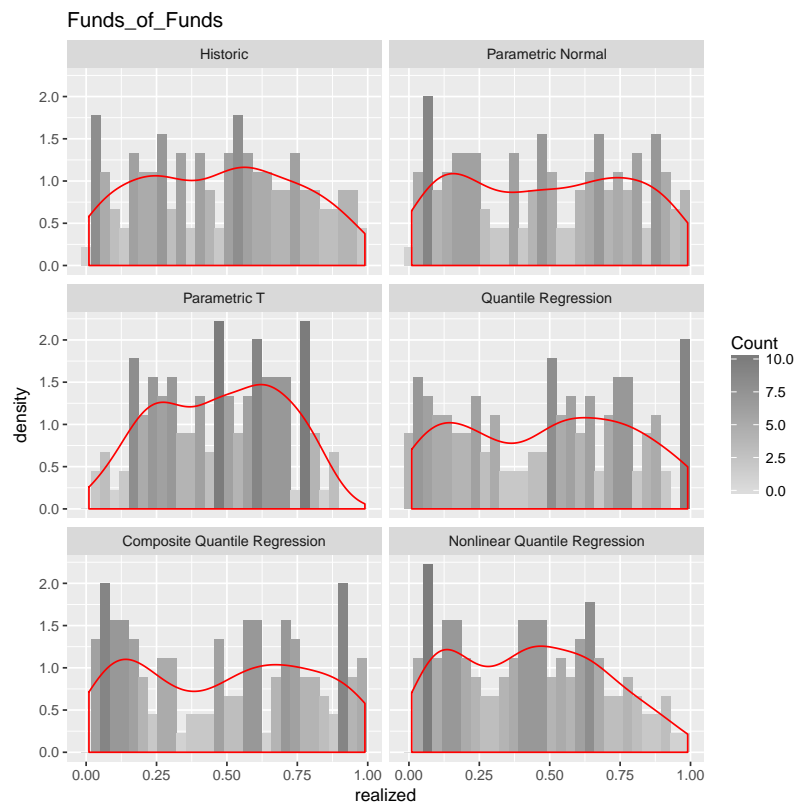 Funds_of_Funds
Historic
Parametric Normal
2.0
1.5
1.0
0.5
0.0
Parametric T
Quantile Regression
2.0
1.5
1.0
0.5
0.0
density
Count
10.0
7.5
5.0
2.5
0.0
Composite Quantile Regression
Nonlinear Quantile Regression
2.0
1.5
1.0
0.5
0.0
0.00 0.25 0.50 0.75 1.00
0.00 0.25 0.50 0.75 1.00
realized